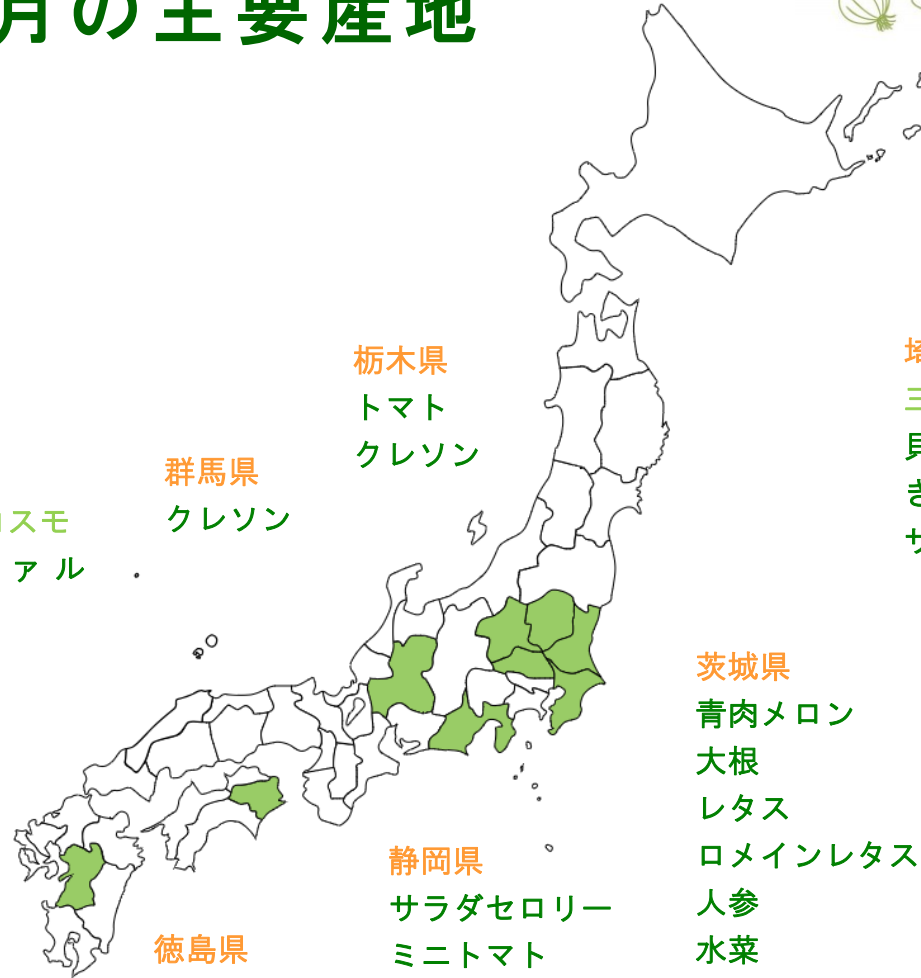 月の主要産地
栃木県
トマト
クレソン
群馬県
クレソン
スモ
ァル
茨城県
青肉メロン
大根
レタス
ロメインレタス
人参
水菜
静岡県
サラダセロリー
ミニトマト
徳島県
三
サ